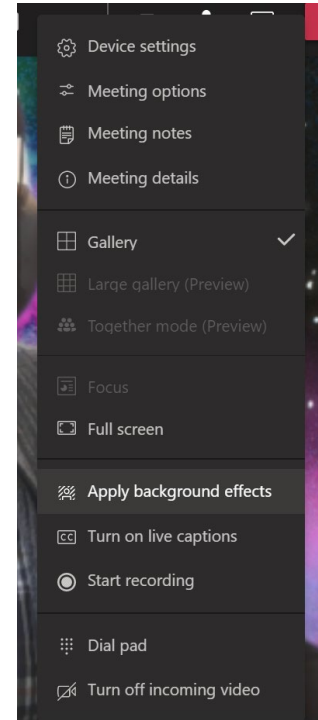 Device settings
Meeting options
Meeting notes
Meeting details
Gallery
Large gallery (Preview)
Together mode (Preview)
Focus
Full screen
Apply background effects
CC Turn on live captions
Start recording
Dial pad
Turn off incoming video